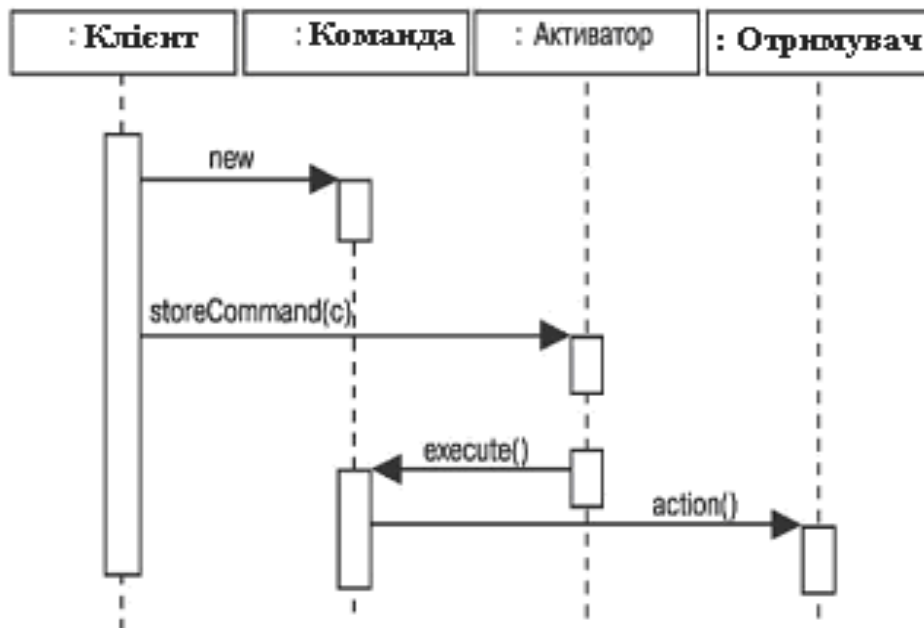 : Клієнт
: Команда
: Активатор
: Отримувач
new
storeCommand(c)
execute()
action()